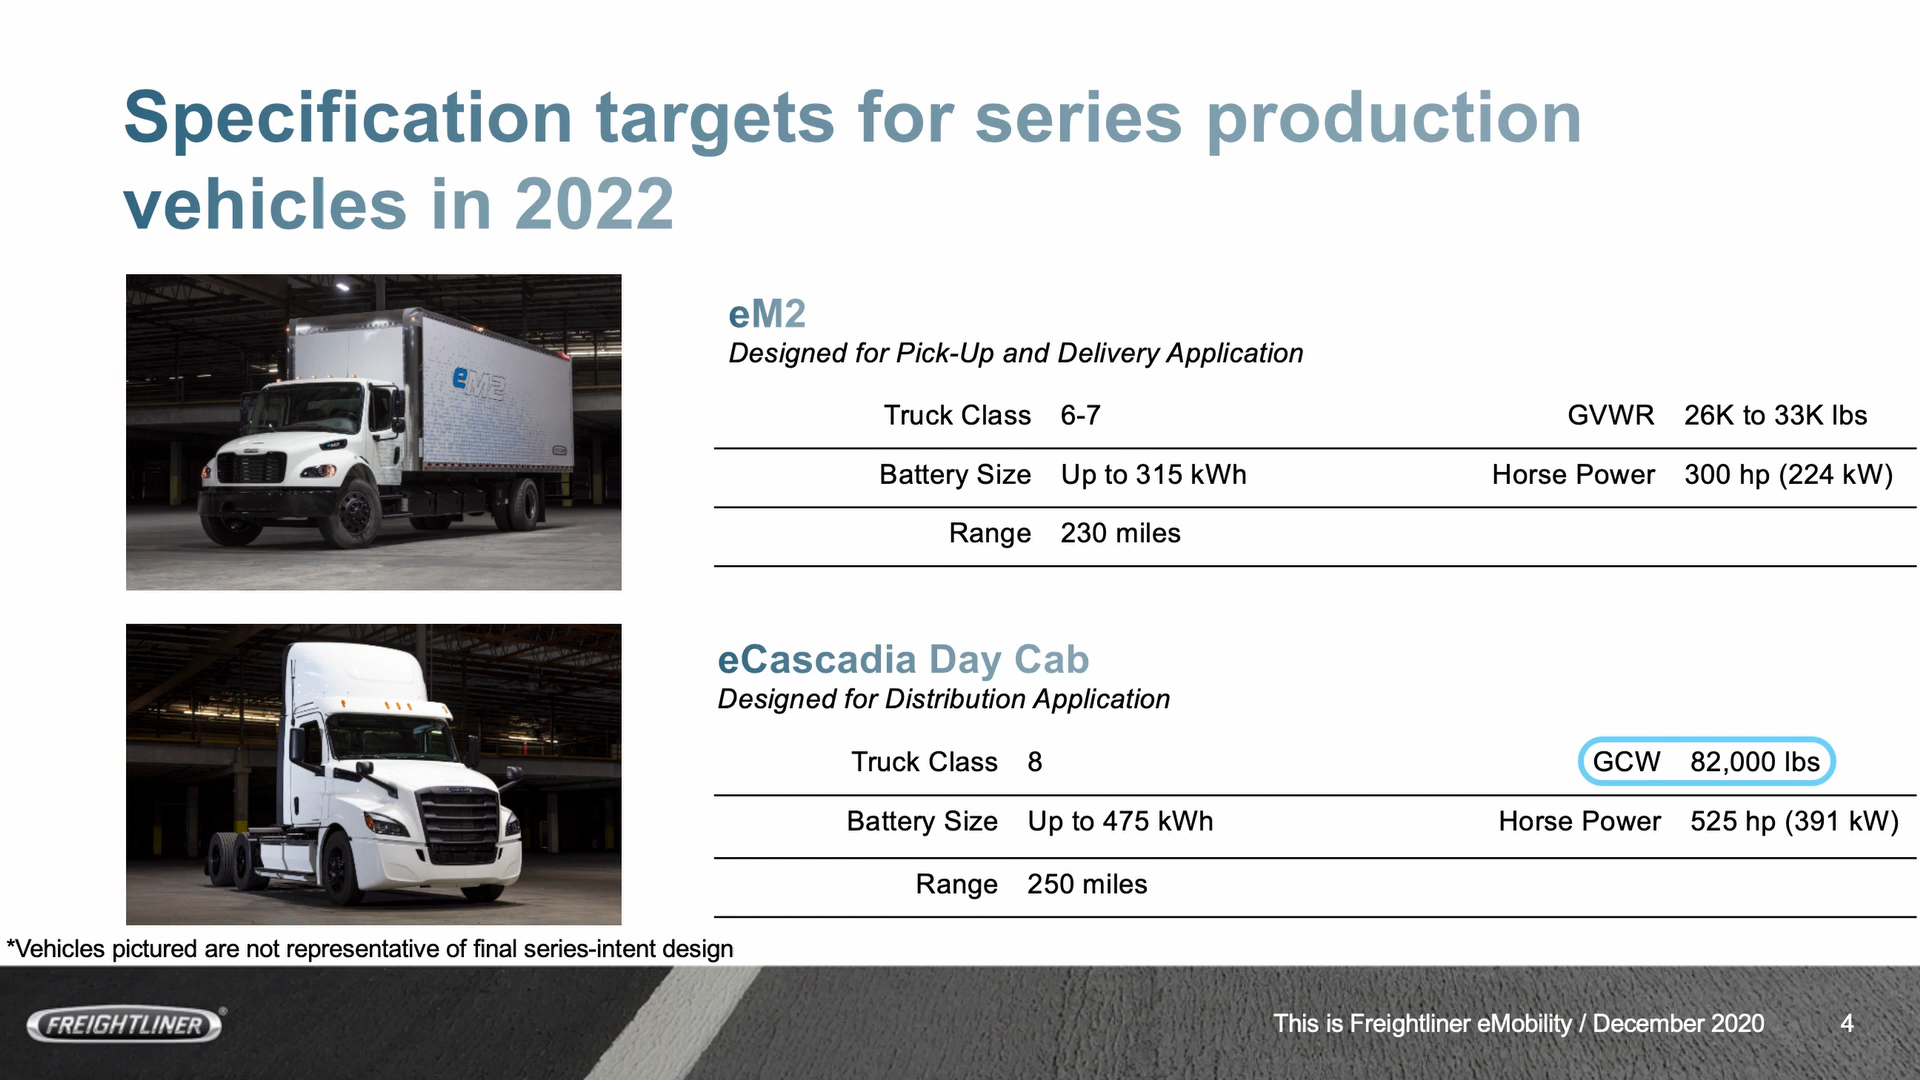 Specification targets for series production
vehicles in 2022
eM2
eM2
Designed for Pick-Up and Delivery Application
Truck Class 6-7 GVWR 26K to 33K lbs
Battery Size Up to 315 kWh Horse Power 300 hp (224 kW)
Range 230 miles
eCascadia Day Cab
Designed for Distribution Application
Truck Class 8 GCW 82,000 lbs
Battery Size Up to 475 kWh Horse Power 525 hp (391 kW)
Range 250 miles
*Vehicles pictured are not representative of final series-intent design
FREIGHTLINER®
This is Freightliner eMobility / December 2020 4